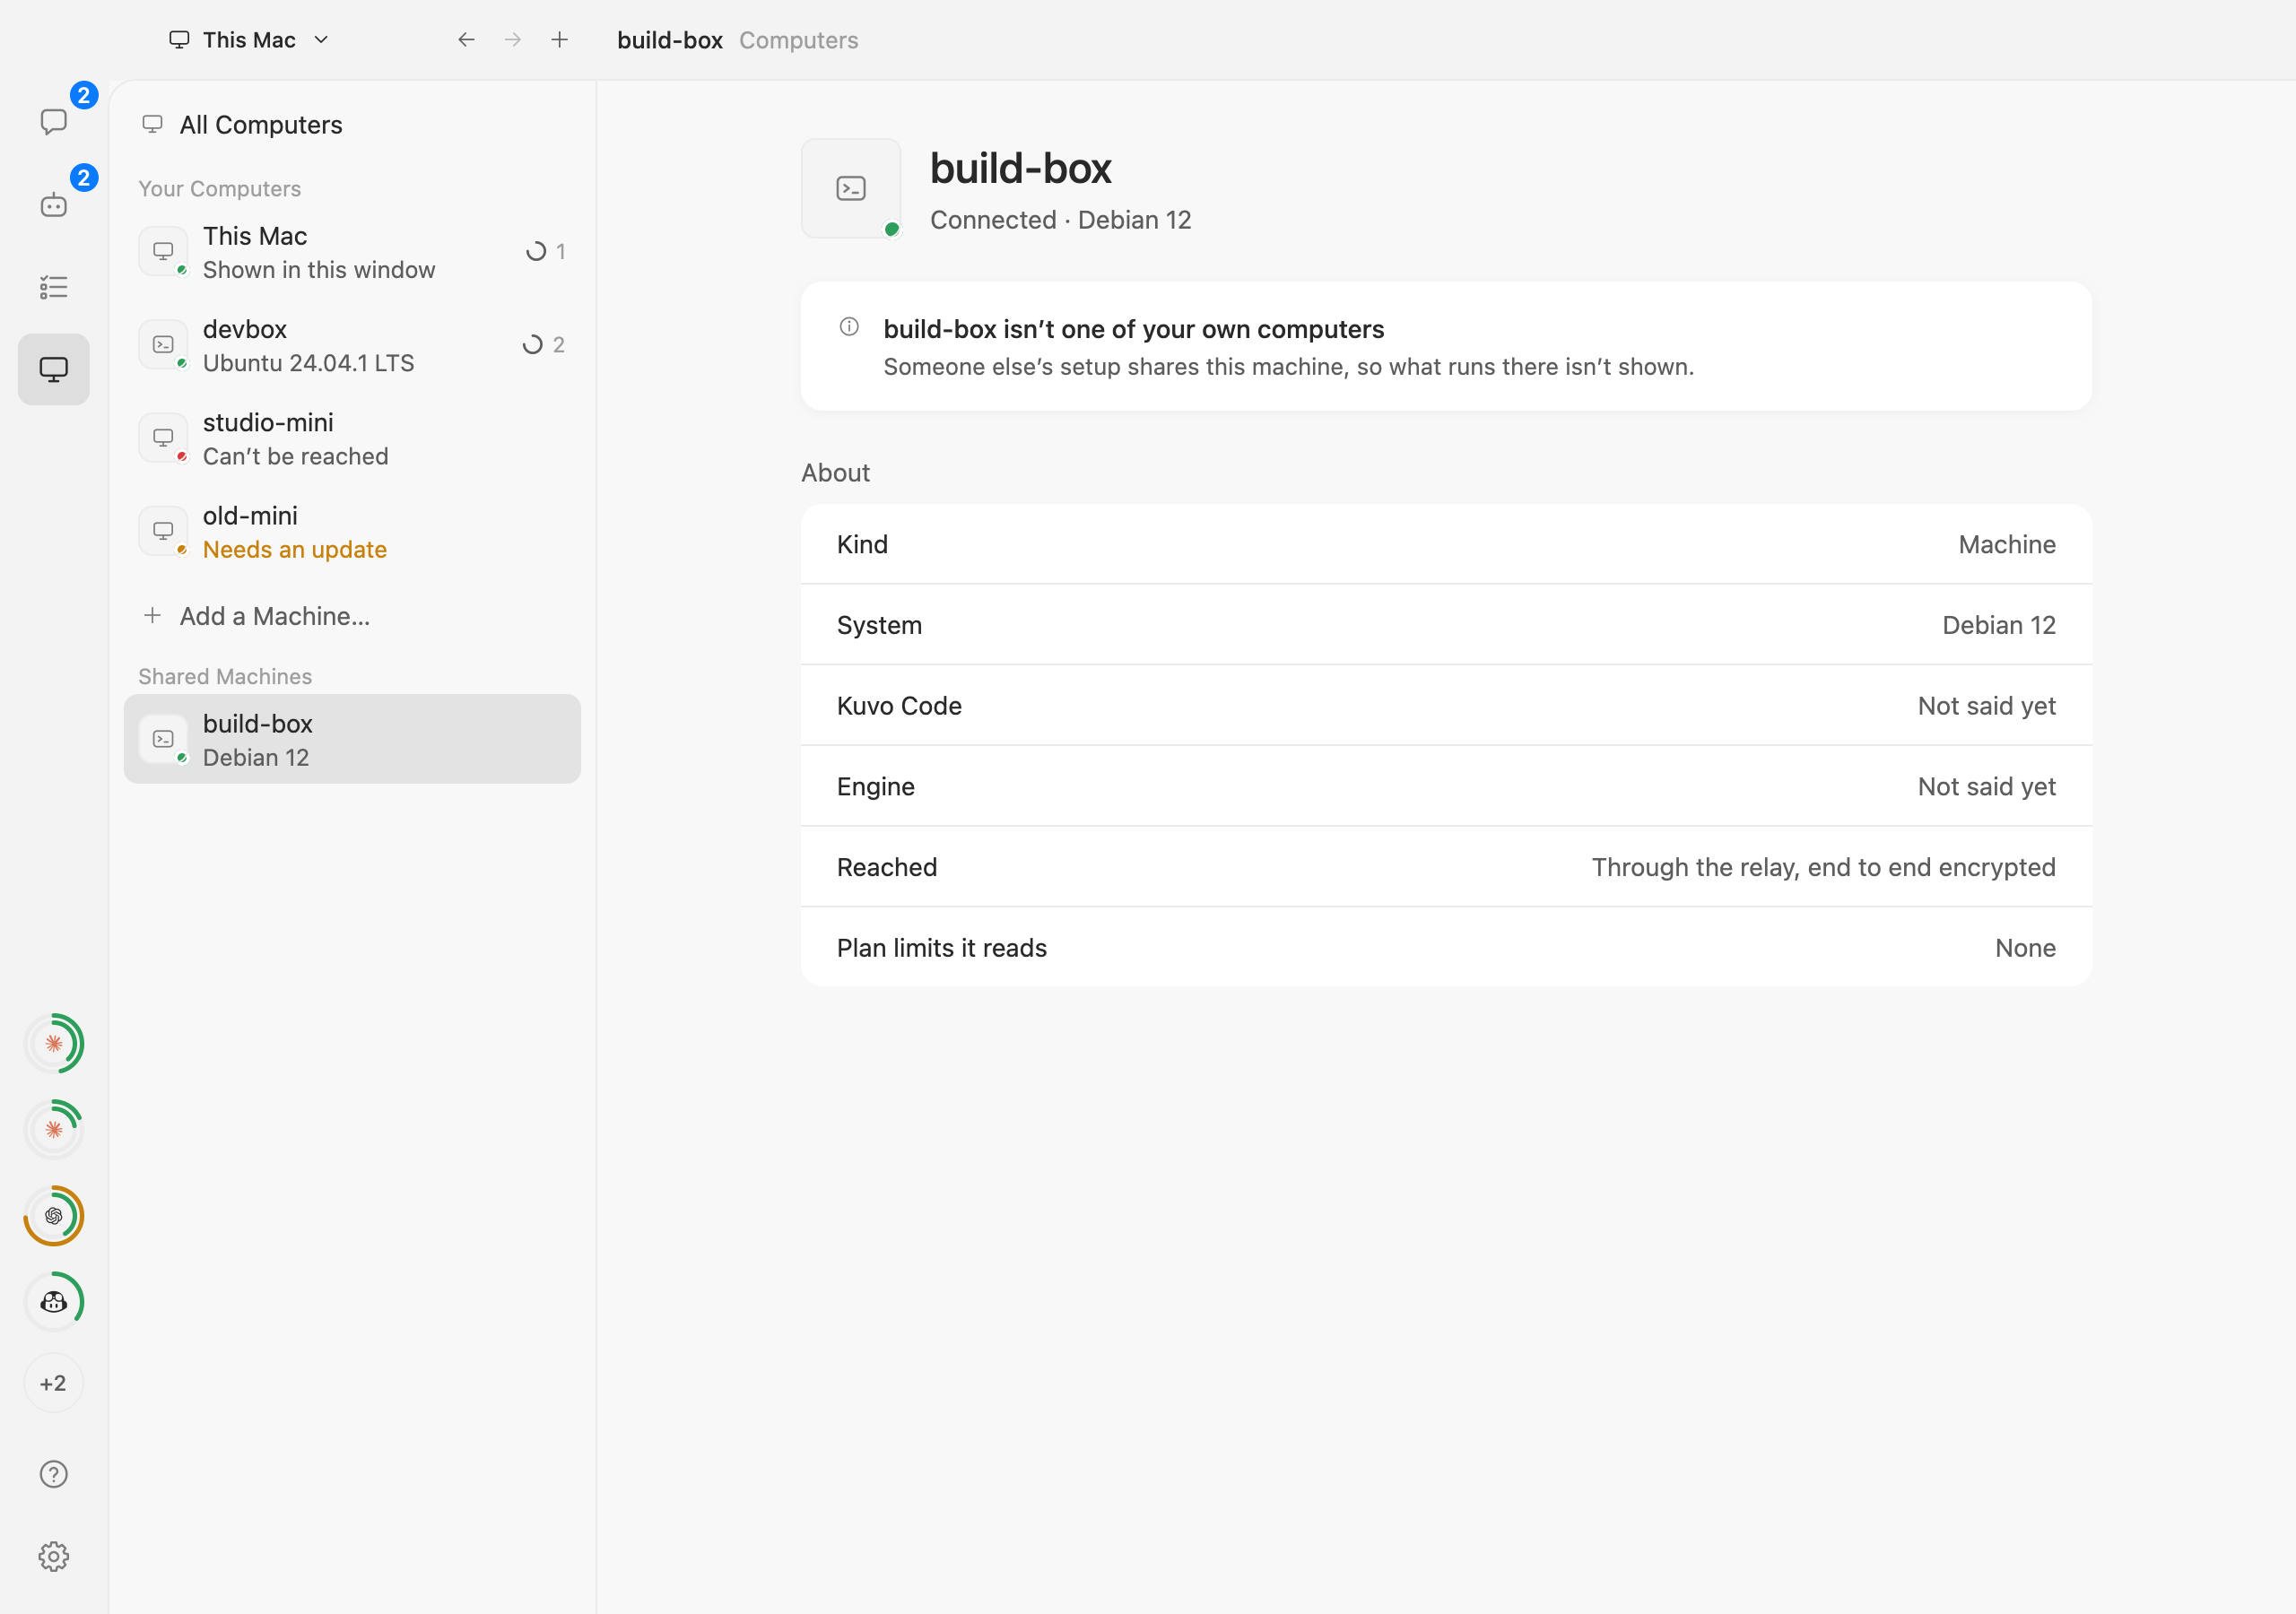 This Mac
build-box Computers
2
2
All Computers
Your Computers
This Mac
Shown in this window
1
devbox
Ubuntu 24.04.1 LTS
2
studio-mini
Can’t be reached
old-mini
Needs an update
Add a Machine...
Shared Machines
build-box
Debian 12
+2
build-box
Connected · Debian 12
build-box isn’t one of your own computers
Someone else’s setup shares this machine, so what runs there isn’t shown.
About
Kind Machine
System Debian 12
Kuvo Code Not said yet
Engine Not said yet
Reached Through the relay, end to end encrypted
Plan limits it reads None